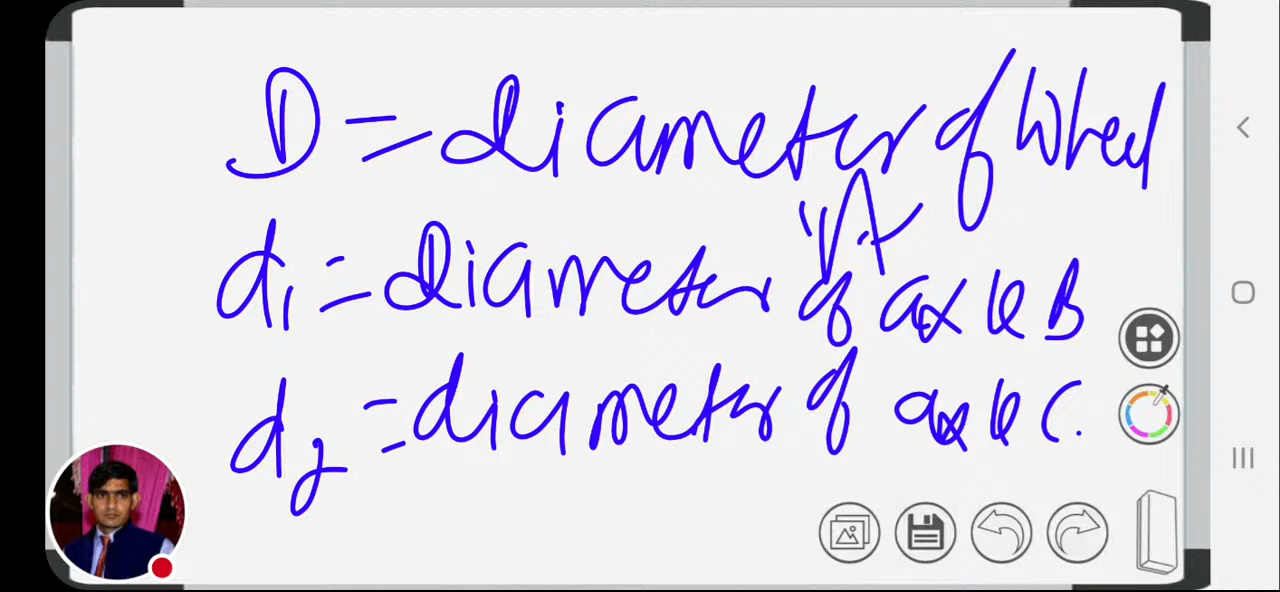 D = diameter of Wheel
"A
d1 = diameter of axle B
d2 = diameter of axle C.